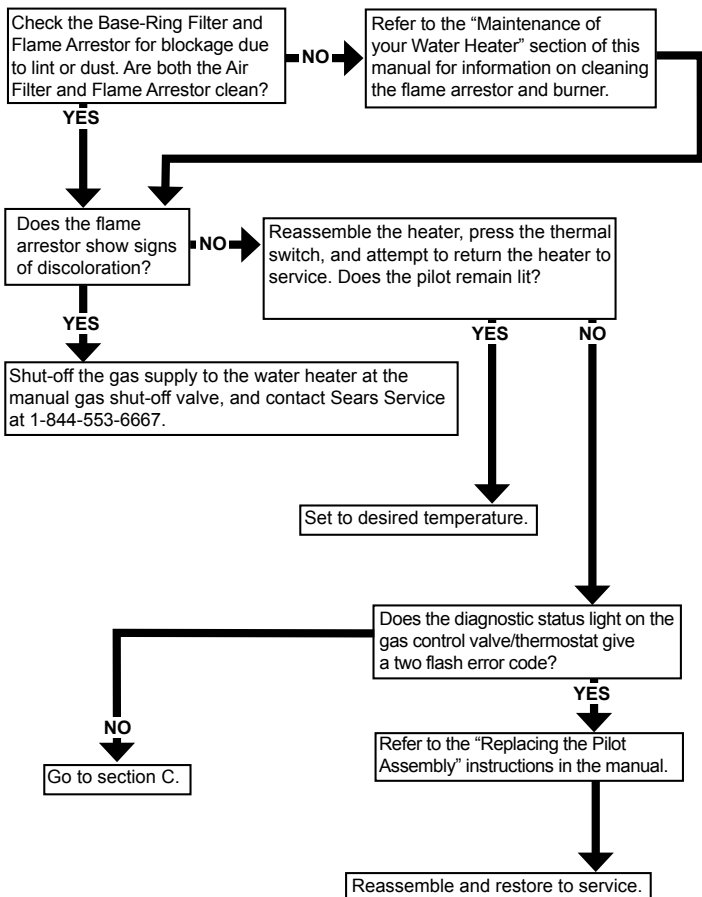 Check the Base-Ring Filter and
Flame Arrestor for blockage due
to lint or dust. Are both the Air
Filter and Flame Arrestor clean?
NO
Refer to the “Maintenance of
your Water Heater” section of this
manual for information on cleaning
the flame arrestor and burner.
YES
Does the flame
arrestor show signs
of discoloration?
NO
Reassemble the heater, press the thermal
switch, and attempt to return the heater to
service. Does the pilot remain lit?
YES
YES
NO
Shut-off the gas supply to the water heater at the
manual gas shut-off valve, and contact Sears Service
at 1-844-553-6667.
Set to desired temperature.
Does the diagnostic status light on the
gas control valve/thermostat give
a two flash error code?
YES
NO
Refer to the “Replacing the Pilot
Assembly” instructions in the manual.
Go to section C.
Reassemble and restore to service.